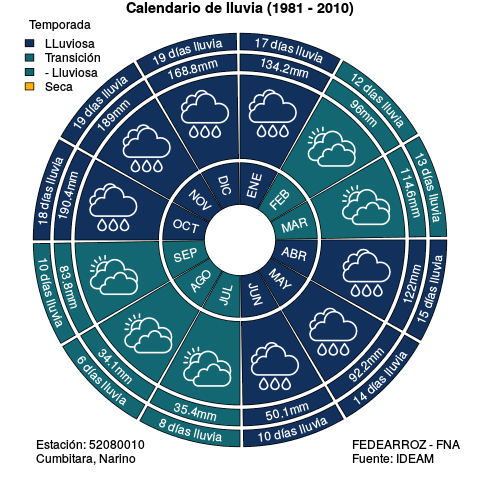 Calendario de lluvia (1981 - 2010)
Temporada
LLuviosa
Transición
- Lluviosa
Seca
17 días lluvia
134.2mm
ENE
12 días lluvia
96mm
FEB
13 días lluvia
114.6mm
MAR
15 días lluvia
122mm
ABR
14 días lluvia
92.2mm
MAY
10 días lluvia
50.1mm
JUN
8 días lluvia
35.4mm
JUL
6 días lluvia
34.1mm
AGO
10 días lluvia
83.8mm
SEP
18 días lluvia
190.4mm
OCT
19 días lluvia
189mm
NOV
19 días lluvia
168.8mm
DIC
Estación: 52080010
Cumbitara, Narino
FEDEARROZ - FNA
Fuente: IDEAM